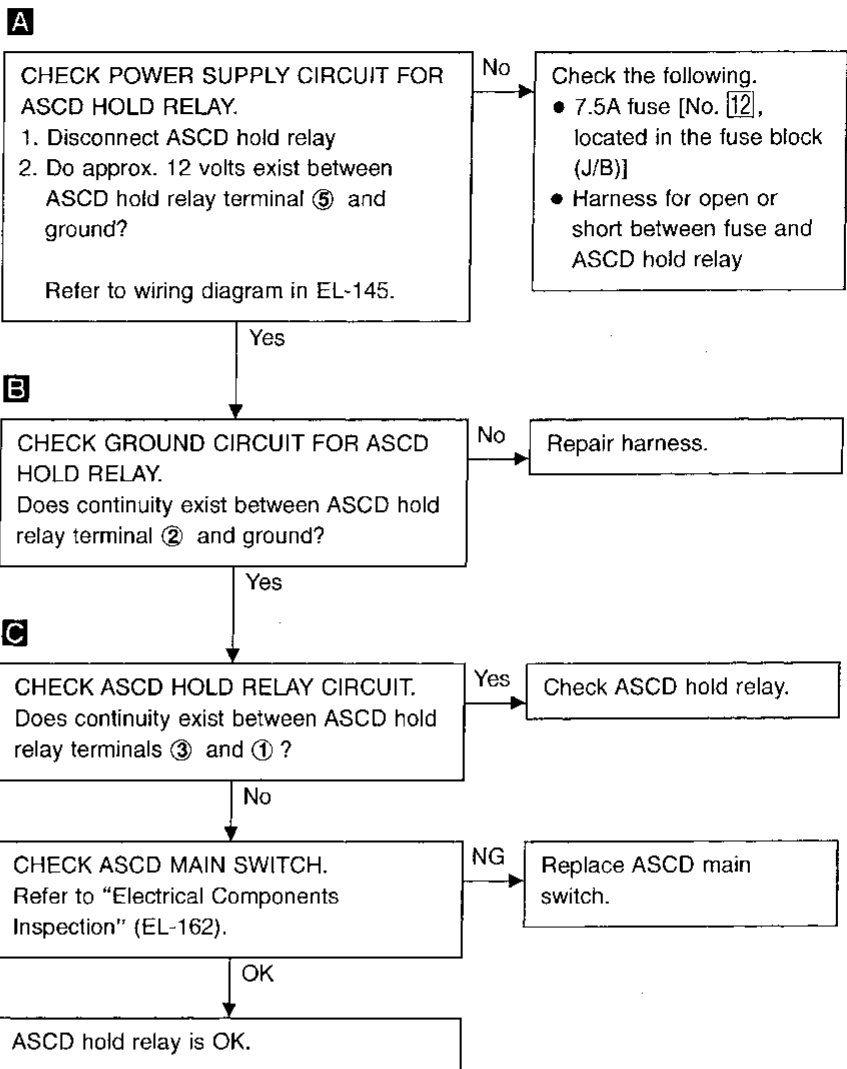 A
CHECK POWER SUPPLY CIRCUIT FOR
ASCD HOLD RELAY.
1. Disconnect ASCD hold relay
2. Do approx. 12 volts exist between
ASCD hold relay terminal ⑤ and
ground?
Refer to wiring diagram in EL-145.
No
Check the following.
● 7.5A fuse [No. 12,
located in the fuse block
(J/B)]
● Harness for open or
short between fuse and
ASCD hold relay
Yes
B
CHECK GROUND CIRCUIT FOR ASCD
HOLD RELAY.
Does continuity exist between ASCD hold
relay terminal ② and ground?
No
Repair harness.
Yes
C
CHECK ASCD HOLD RELAY CIRCUIT.
Does continuity exist between ASCD hold
relay terminals ③ and ① ?
Yes
Check ASCD hold relay.
No
CHECK ASCD MAIN SWITCH.
Refer to “Electrical Components
Inspection” (EL-162).
NG
Replace ASCD main
switch.
OK
ASCD hold relay is OK.